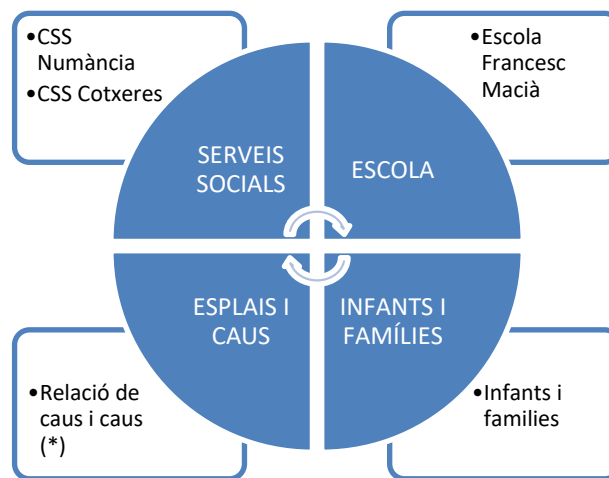 •CSS
Numància
•CSS Cotxeres
•Escola
Francesc
Macià
SERVEIS
SOCIALS
ESCOLA
ESPLAIS I
CAUS
INFANTS I
FAMÍLIES
•Relació de
caus i caus
(*)
•Infants i
families